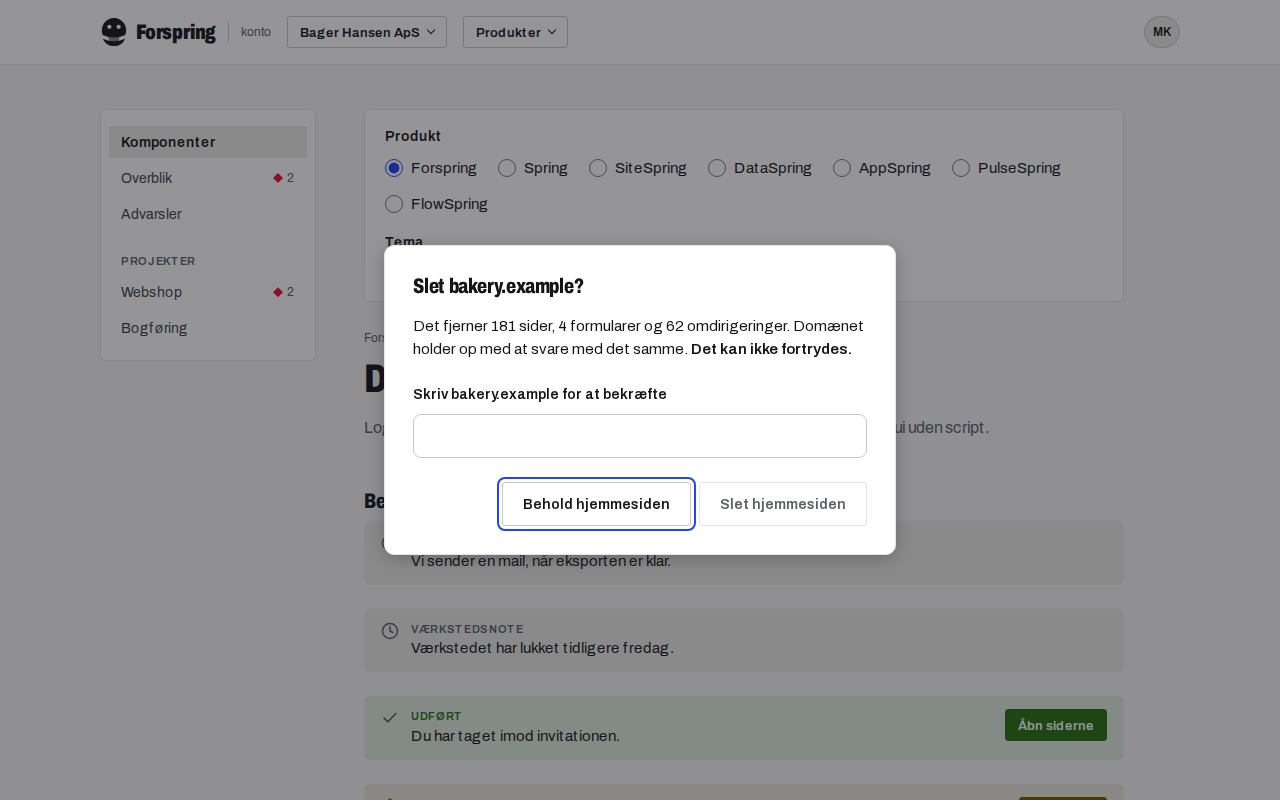 Forspring
konto
Bager Hansen ApS
Produkter
MK
Komponenter
Overblik 2
Advarsler
PROJEKTER
Webshop 2
Bogføring
Produkt
Forspring
Spring
SiteSpring
DataSpring
AppSpring
PulseSpring
FlowSpring
Tema
Slet bakery.example?
Det fjerner 181 sider, 4 formularer og 62 omdirigeringer. Domænet
holder op med at svare med det samme. Det kan ikke fortrydes.
Skriv bakery.example for at bekræfte
Behold hjemmesiden
Slet hjemmesiden
uden script.
Vi sender en mail, når eksporten er klar.
VÆRKSTEDSNOTE
Værkstedet har lukket tidligere fredag.
UDFØRT
Du har taget imod invitationen.
Åbn siderne